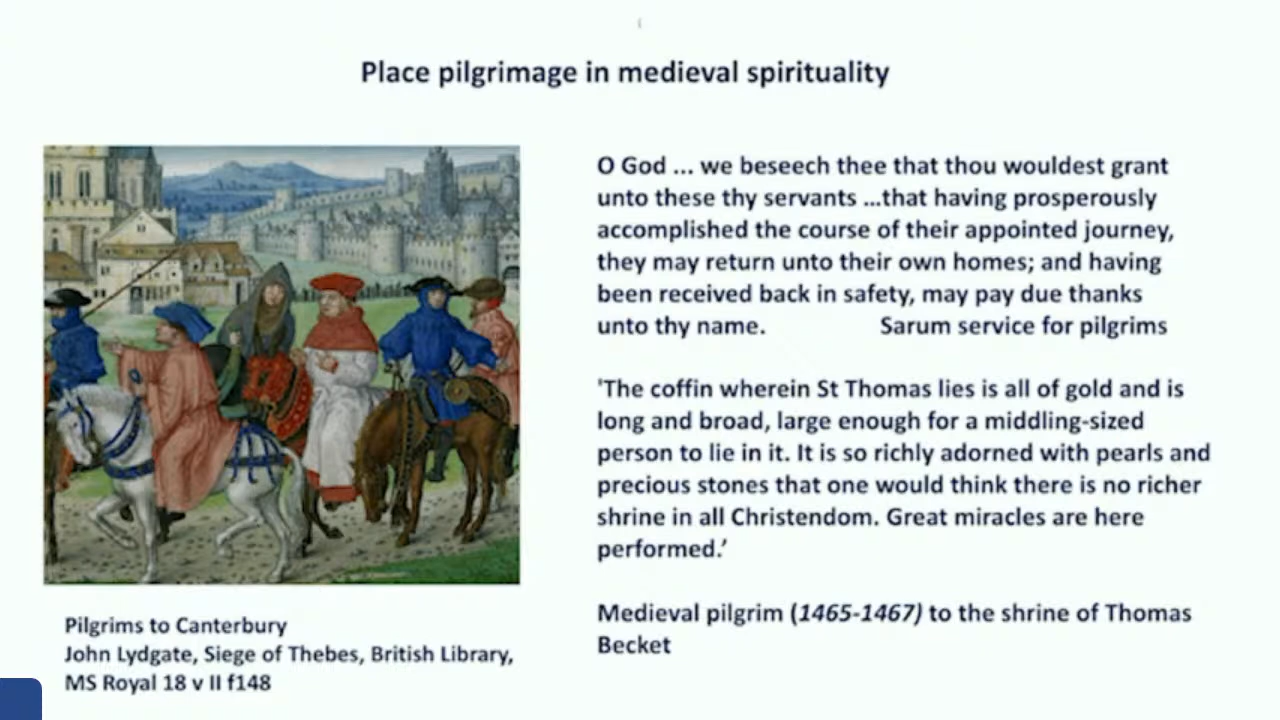 Place pilgrimage in medieval spirituality
O God ... we beseech thee that thou wouldest grant
unto these thy servants ...that having prosperously
accomplished the course of their appointed journey,
they may return unto their own homes; and having
been received back in safety, may pay due thanks
unto thy name. Sarum service for pilgrims
'The coffin wherein St Thomas lies is all of gold and is
long and broad, large enough for a middling-sized
person to lie in it. It is so richly adorned with pearls and
precious stones that one would think there is no richer
shrine in all Christendom. Great miracles are here
performed.’
Medieval pilgrim (1465-1467) to the shrine of Thomas
Becket
Pilgrims to Canterbury
John Lydgate, Siege of Thebes, British Library,
MS Royal 18 v II f148